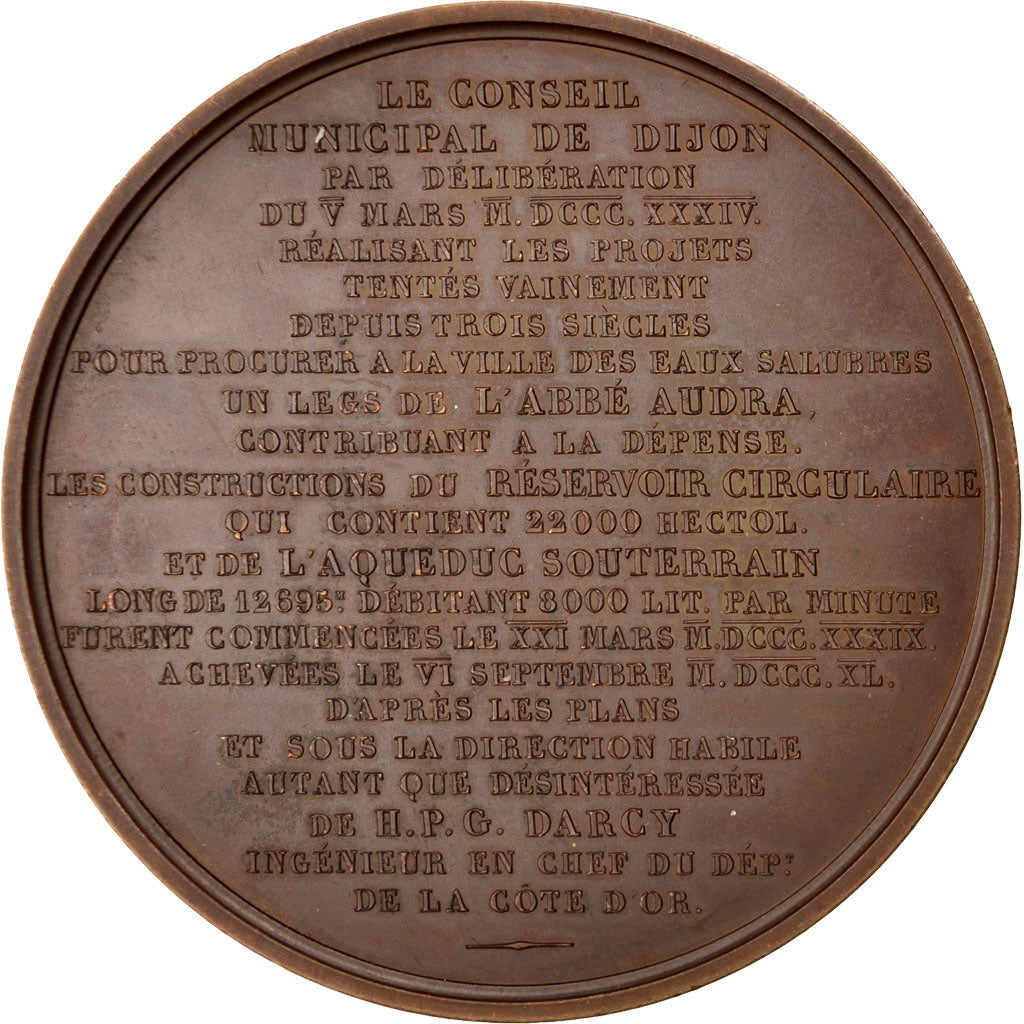 LE CONSEIL
MUNICIPAL DE DIJON
PAR DÉLIBÉRATION
DU V MARS M.DCCC.XXXIV.
RÉALISANT LES PROJETS
TENTÉS VAINEMENT
DEPUIS TROIS SIÈCLES
POUR PROCURER A LA VILLE DES EAUX SALUBRES
UN LEGS DE L'ABBÉ AUDRA,
CONTRIBUANT A LA DÉPENSE.
LES CONSTRUCTIONS DU RÉSERVOIR CIRCULAIRE
QUI CONTIENT 22000 HECTOL.
ET DE L'AQUEDUC SOUTERRAIN
LONG DE 12695M. DÉBITANT 8000 LIT. PAR MINUTE
FURENT COMMENCÉES LE XXI MARS M.DCCC.XXXIX.
ACHEVÉES LE VI SEPTEMBRE M.DCCC.XL.
D'APRÈS LES PLANS
ET SOUS LA DIRECTION HABILE
AUTANT QUE DÉSINTÉRESSÉE
DE H.P.G. DARCY
INGÉNIEUR EN CHEF DU DÉPT.
DE LA CÔTE D'OR.